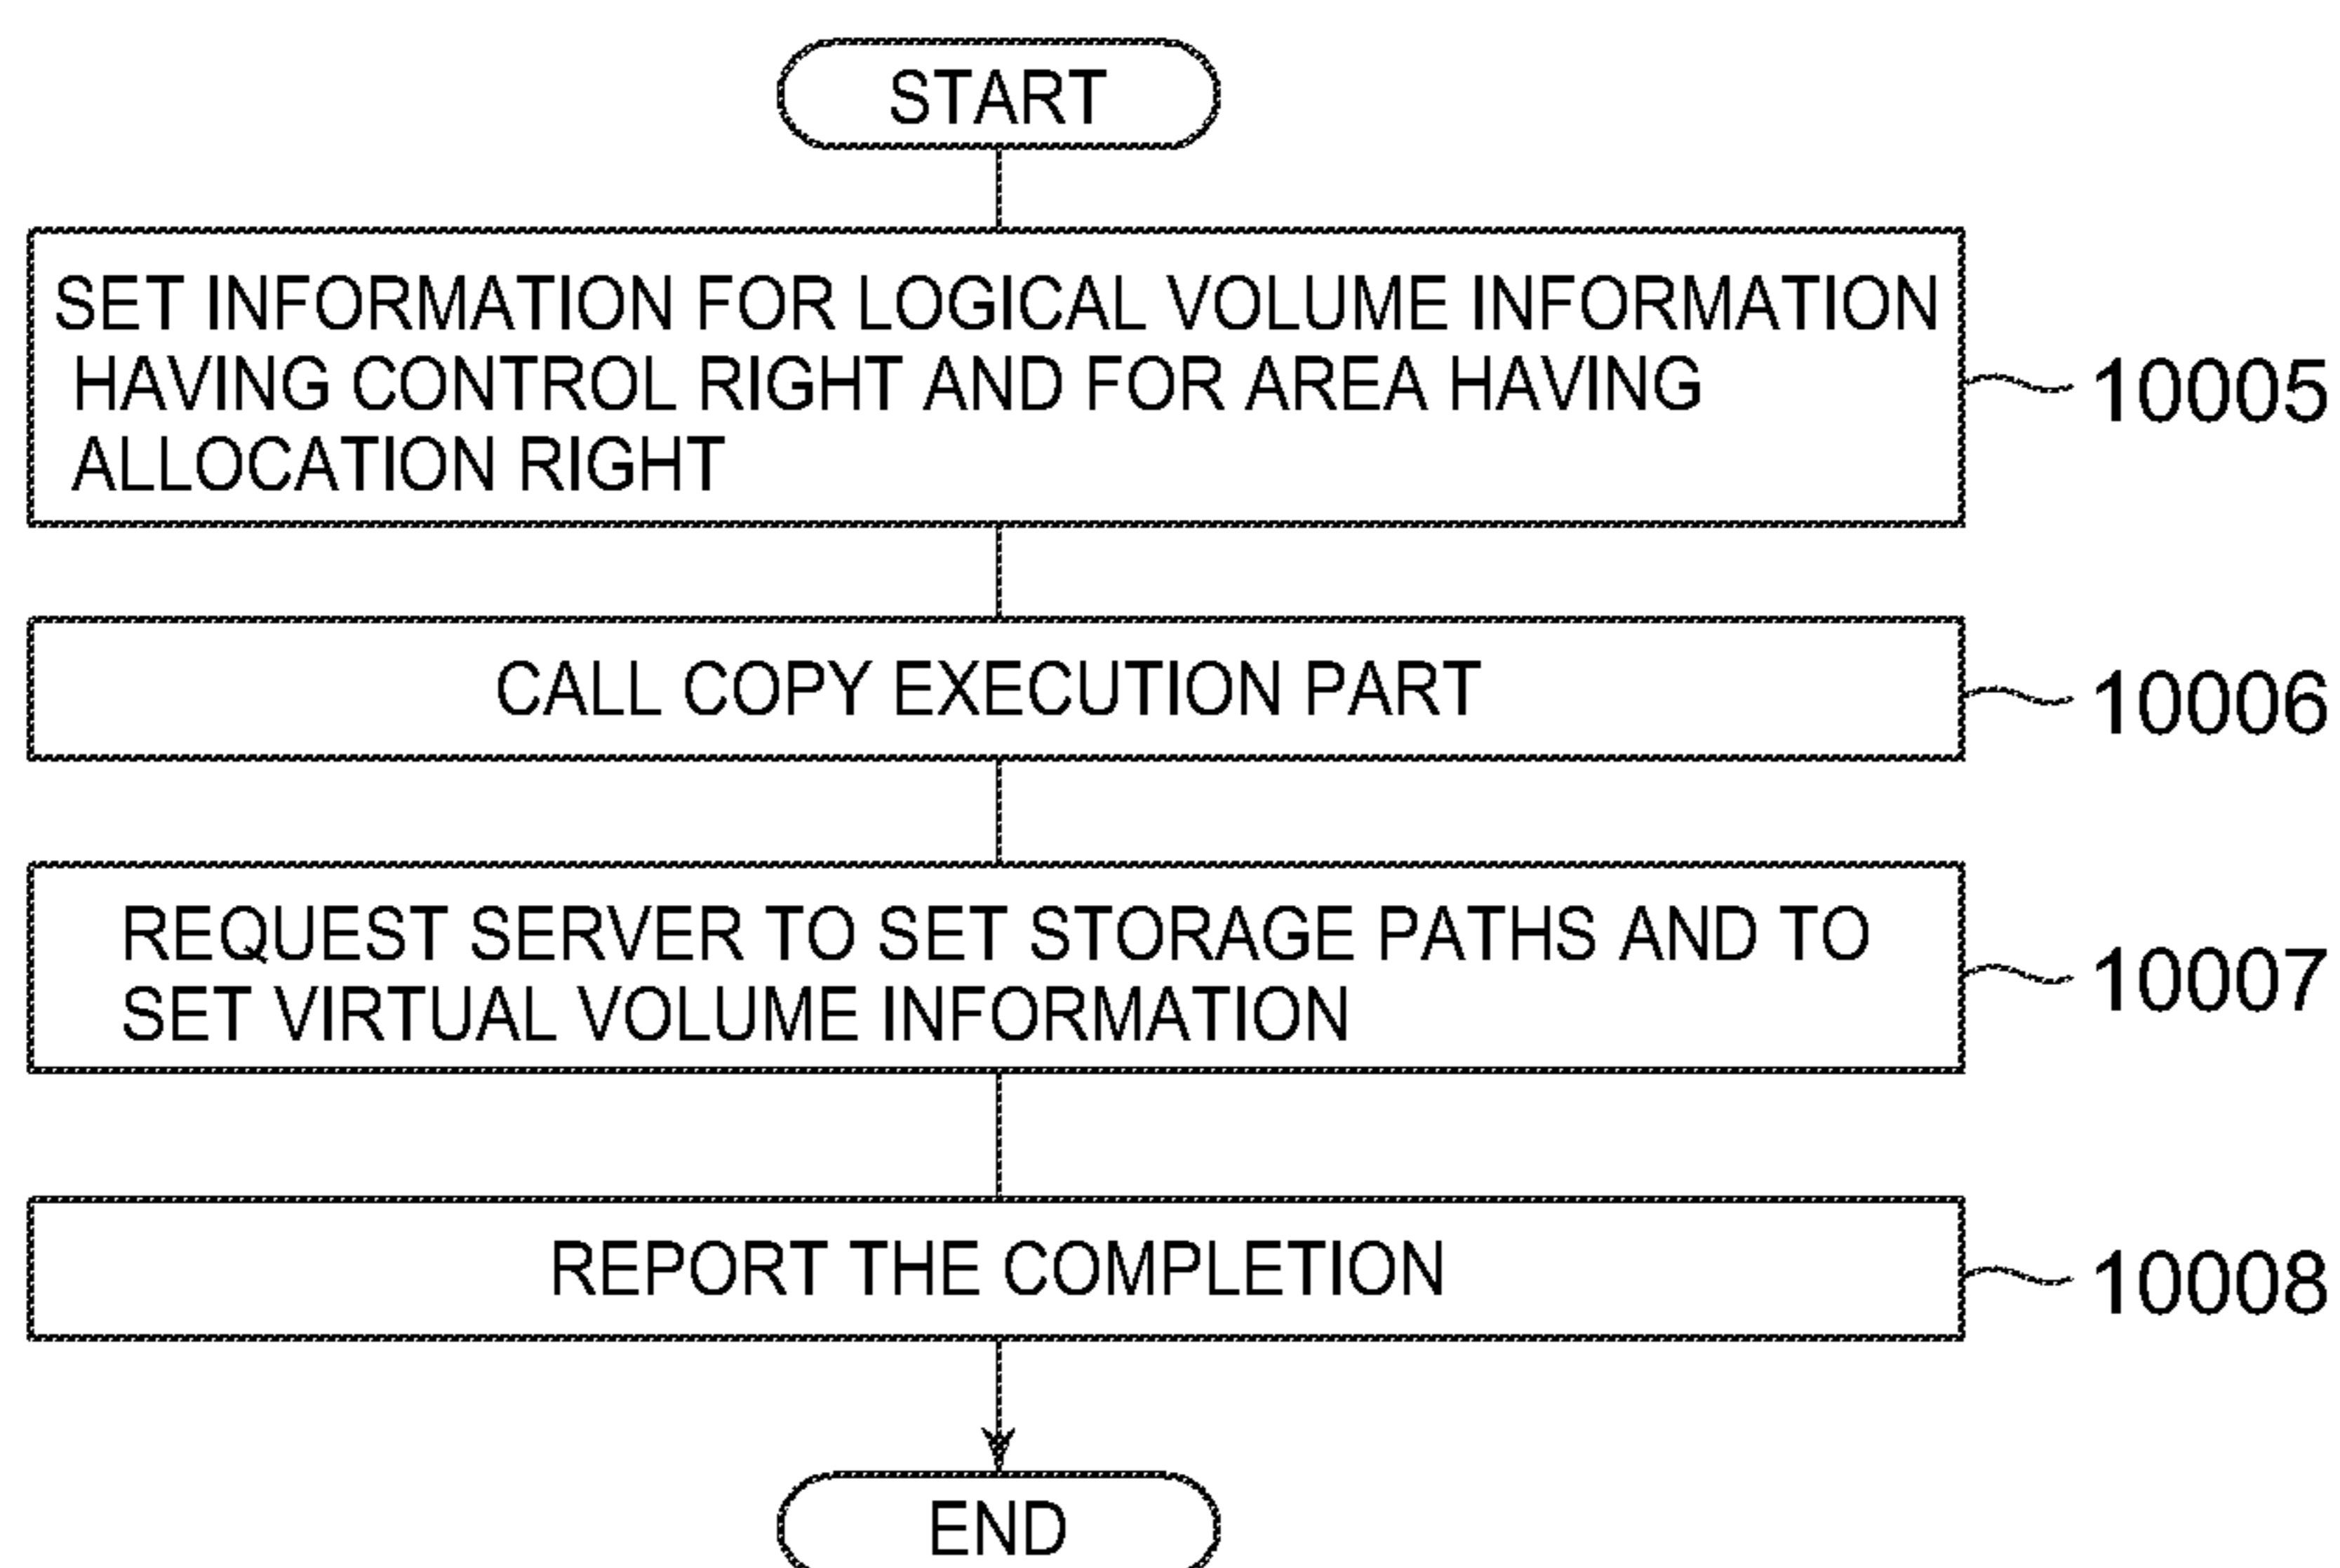 START
SET INFORMATION FOR LOGICAL VOLUME INFORMATION
HAVING CONTROL RIGHT AND FOR AREA HAVING
ALLOCATION RIGHT
10005
CALL COPY EXECUTION PART
10006
REQUEST SERVER TO SET STORAGE PATHS AND TO
SET VIRTUAL VOLUME INFORMATION
10007
REPORT THE COMPLETION
10008
END